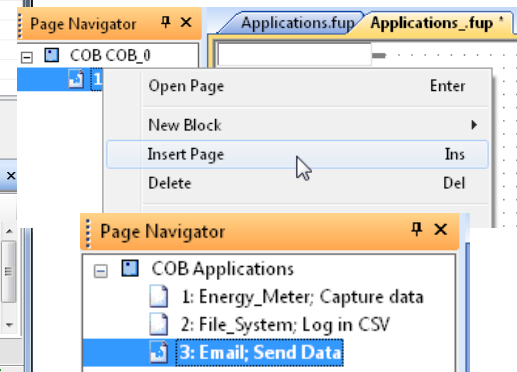 Page Navigator
Applications.fup
Applications_.fup *
COB COB_0
1
Open Page Enter
New Block
Insert Page Ins
Delete Del
Page Navigator
COB Applications
1: Energy_Meter; Capture data
2: File_System; Log in CSV
3: Email; Send Data